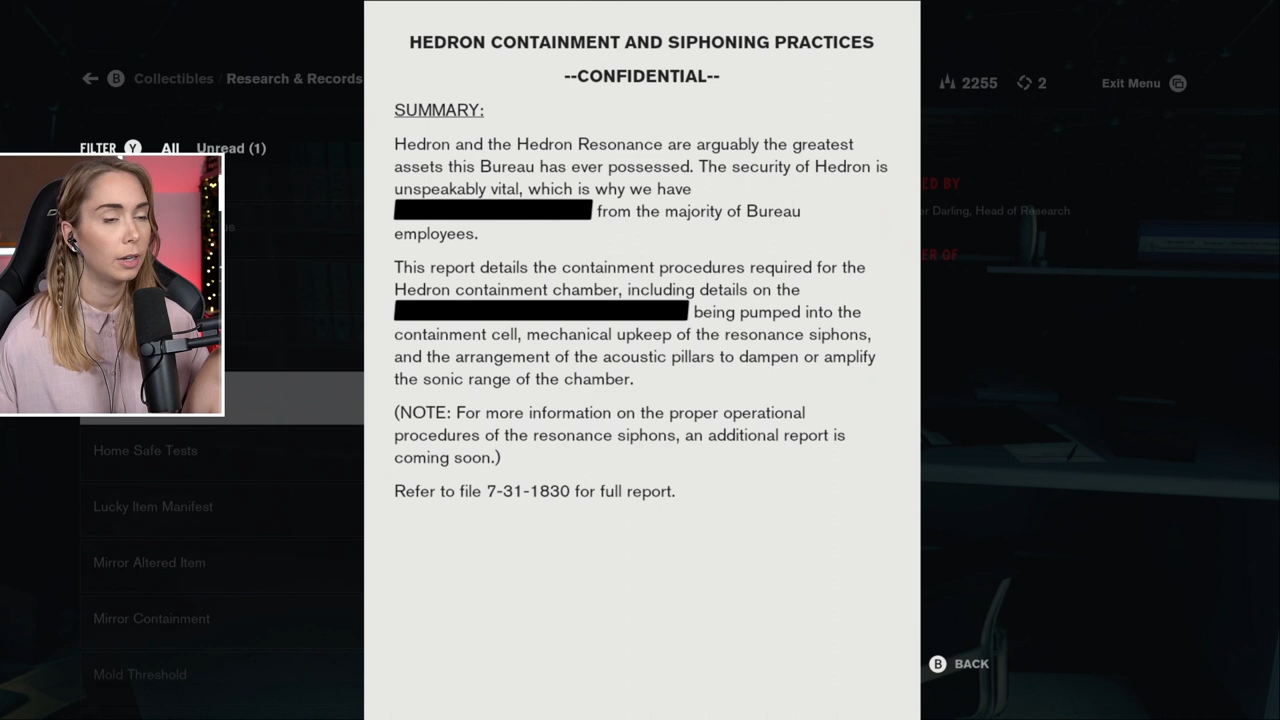 HEDRON CONTAINMENT AND SIPHONING PRACTICES
--CONFIDENTIAL--
SUMMARY:
Hedron and the Hedron Resonance are arguably the greatest
assets this Bureau has ever possessed. The security of Hedron is
unspeakably vital, which is why we have
from the majority of Bureau
employees.
This report details the containment procedures required for the
Hedron containment chamber, including details on the
being pumped into the
containment cell, mechanical upkeep of the resonance siphons,
and the arrangement of the acoustic pillars to dampen or amplify
the sonic range of the chamber.
(NOTE: For more information on the proper operational
procedures of the resonance siphons, an additional report is
coming soon.)
Refer to file 7-31-1830 for full report.
B Collectibles / Research & Records
FILTER Y All Unread (1)
Home Safe Tests
Lucky Item Manifest
Mirror Altered Item
Mirror Containment
Mold Threshold
2255 2 Exit Menu
BY
Darling, Head of Research
OF
B BACK